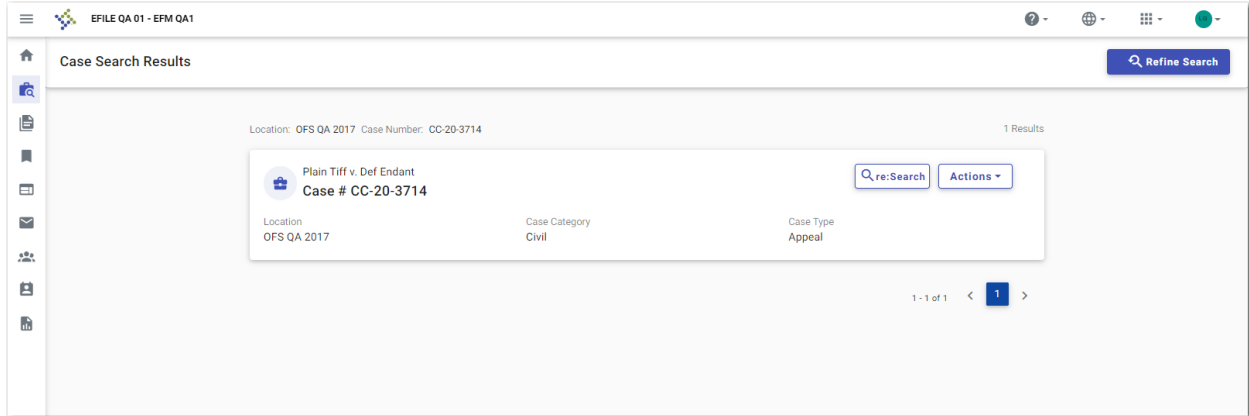 EFILE QA 01 - EFM QA1
Case Search Results
Refine Search
Location: OFS QA 2017 Case Number: CC-20-3714
1 Results
Plain Tiff v. Def Endant
Case # CC-20-3714
re:Search
Actions
Location
OFS QA 2017
Case Category
Civil
Case Type
Appeal
1 - 1 of 1
1